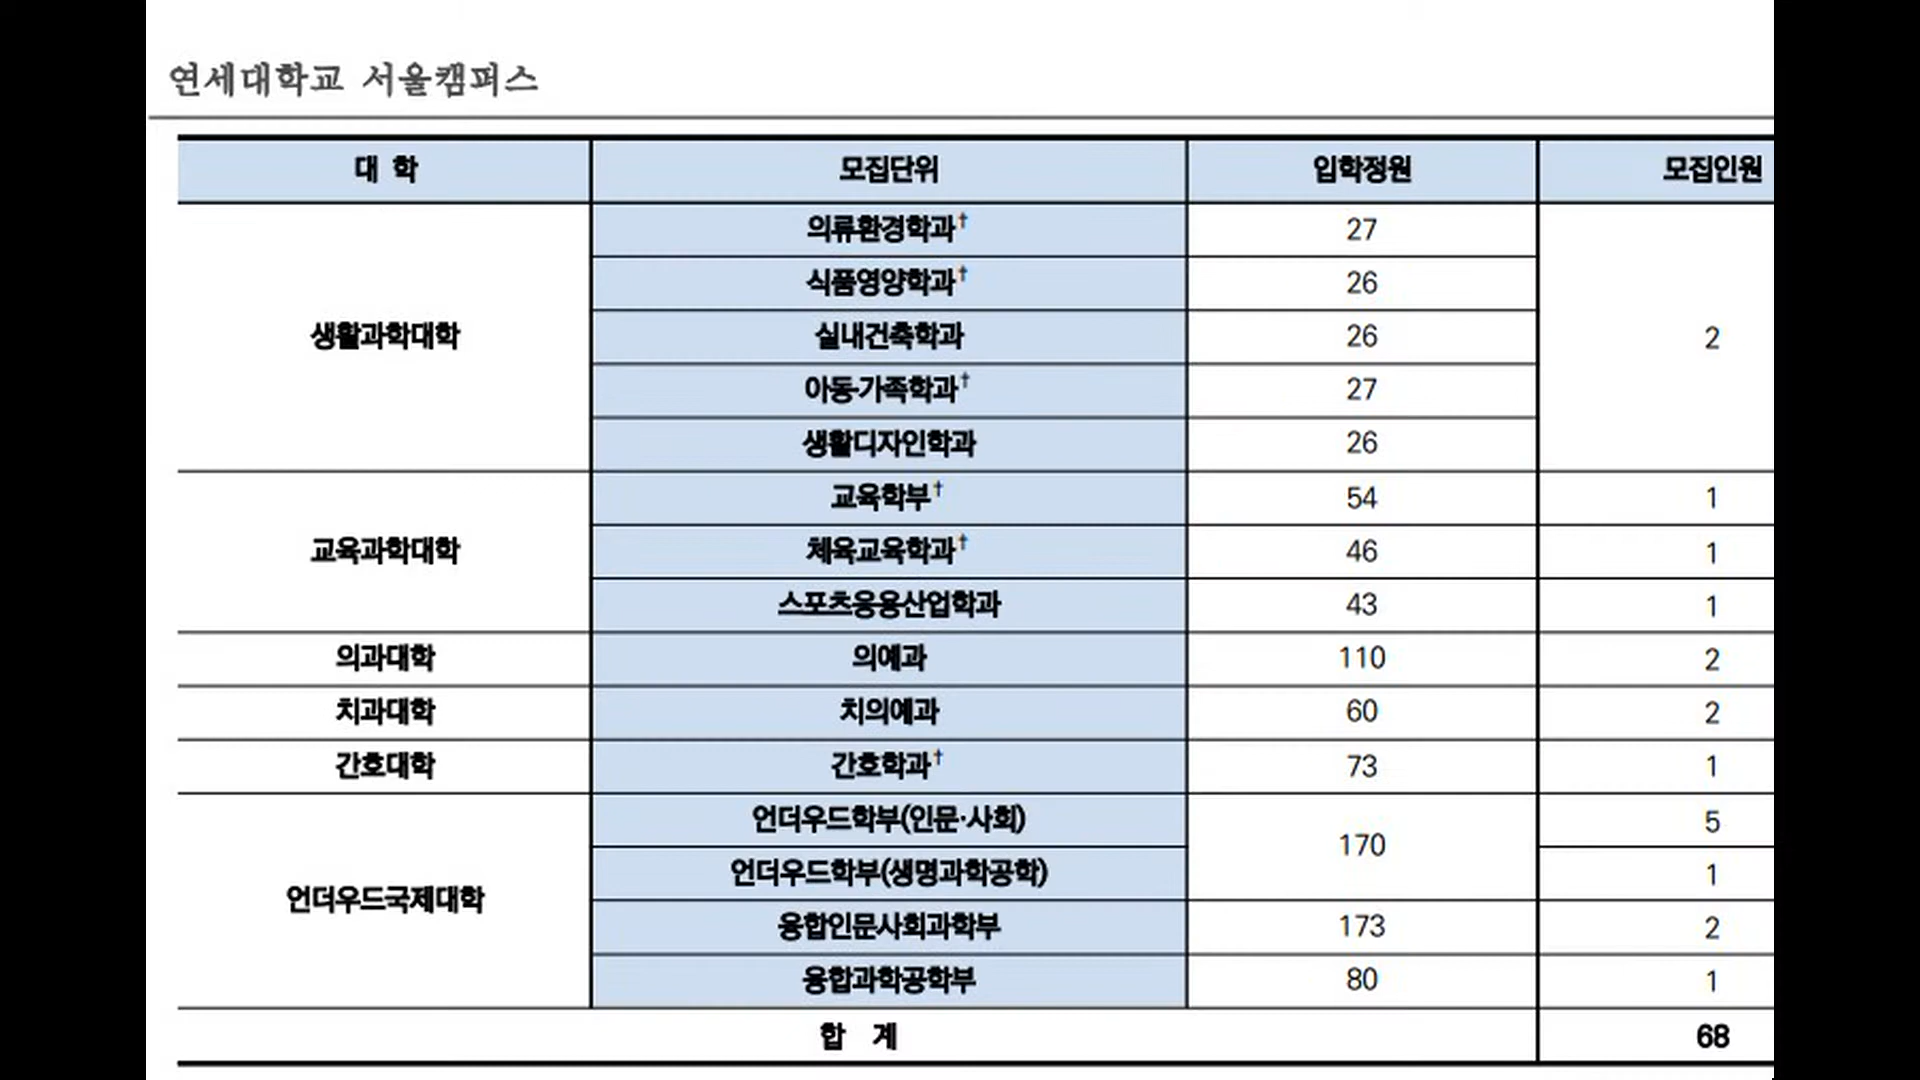 연세대학교 서울캠퍼스
대 학 모집단위 입학정원 모집인원
생활과학대학 의류환경학과† 27 2
식품영양학과† 26
실내건축학과 26
아동·가족학과† 27
생활디자인학과 26
교육과학대학 교육학부† 54 1
체육교육학과† 46 1
스포츠응용산업학과 43 1
의과대학 의예과 110 2
치과대학 치의예과 60 2
간호대학 간호학과† 73 1
언더우드국제대학 언더우드학부(인문·사회) 170 5
언더우드학부(생명과학공학) 1
융합인문사회과학부 173 2
융합과학공학부 80 1
합 계 68